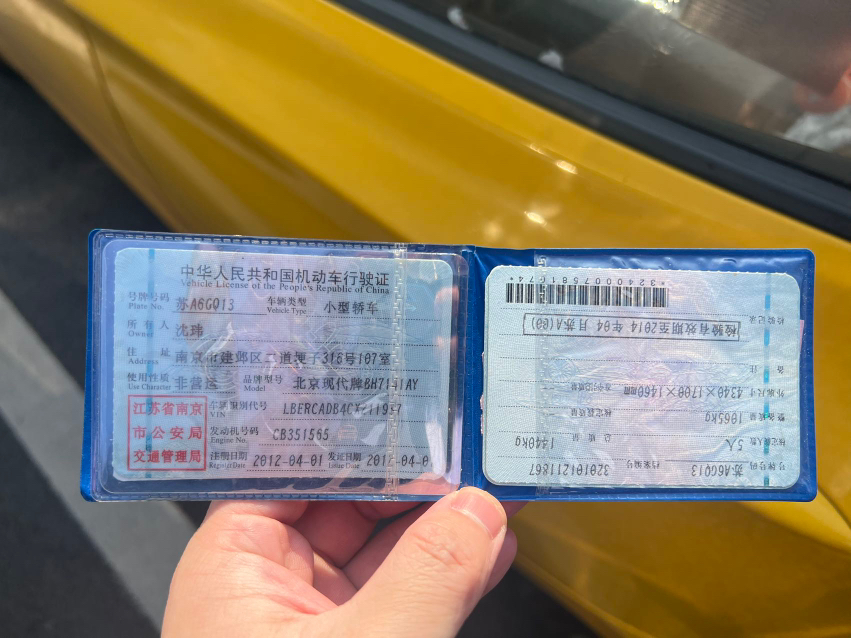 中华人民共和国机动车行驶证
Vehicle License of the People's Republic of China
号牌号码 苏A6GQ13 车辆类型 小型轿车
Plate No. Vehicle Type
所有人 沈玮
Owner
住址 南京市建邺区二道埂子316号107室
Address
使用性质 非营运 品牌型号 北京现代牌
Use Character Model
江苏省南京
市公安局
交通管理局
车辆识别代号
VIN
发动机号码 CB351565
Engine No.
注册日期 2012-04-01 发证日期
Register Date Issue Date
号牌号码 苏A6GQ13 档案编号 320101211867
核定载人数 5人 总质量 1440kg
整备质量 1065kg 核定载质量
外廓尺寸 4340×1700×1460mm
备注
检验记录 检验有效期至2014年04月苏A(00)
*32400007581674*